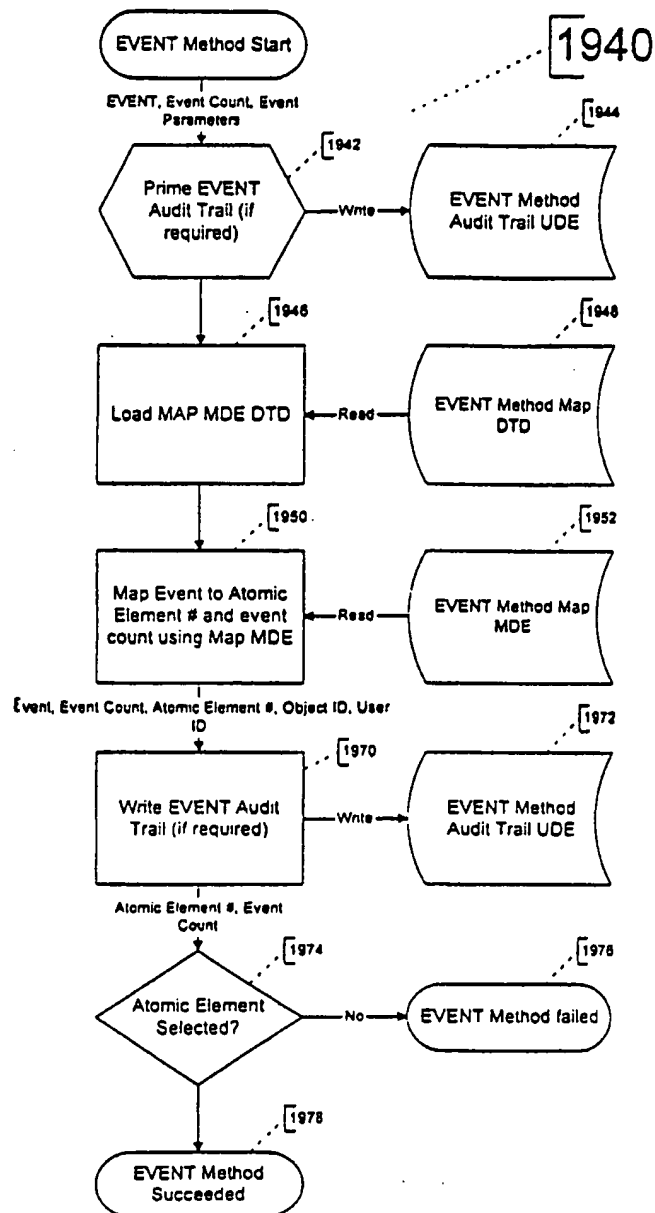 EVENT Method Start
1940
EVENT, Event Count, Event
Parameters
1942
1944
Prime EVENT
Audit Trail (if
required)
Write
EVENT Method
Audit Trail UDE
1946
1948
Load MAP MDE DTD
Read
EVENT Method Map
DTD
1950
1952
Map Event to Atomic
Element # and event
count using Map MDE
Read
EVENT Method Map
MDE
Event, Event Count, Atomic Element #, Object ID, User
ID
1970
1972
Write EVENT Audit
Trail (if required)
Write
EVENT Method
Audit Trail UDE
Atomic Element #, Event
Count
1974
1976
Atomic Element
Selected?
No
EVENT Method failed
1978
EVENT Method
Succeeded